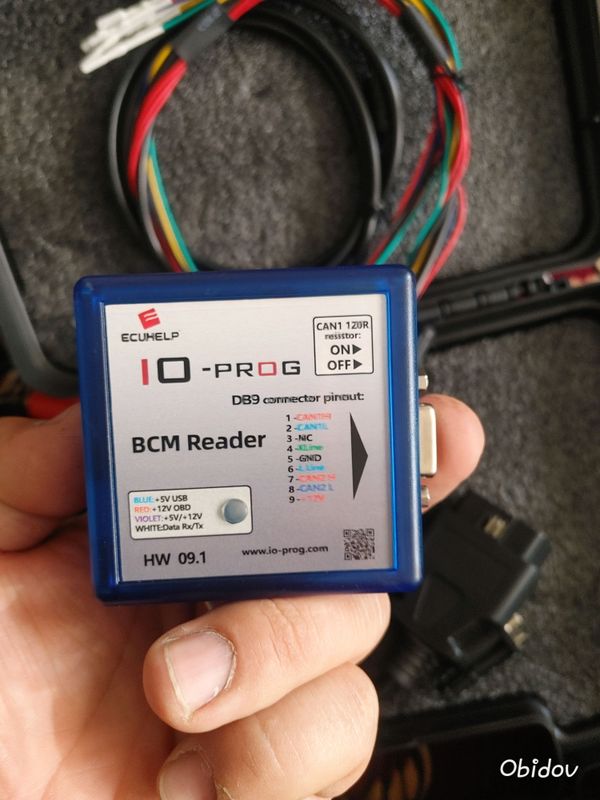 ECUHELP
IO-PROG
CAN1 120R
resistor:
ON▶
OFF▶
DB9 connector pinout:
1 -CAN1H
2 -CAN1L
3 -NC
4 -KLine
5 -GND
6 -L Line
7 -CAN2 H
8 -CAN2 L
9 -+12V
BCM Reader
BLUE:+5V USB
RED:+12V OBD
VIOLET:+5V/+12V
WHITE:Data Rx/Tx
HW 09.1
www.io-prog.com
Obidov